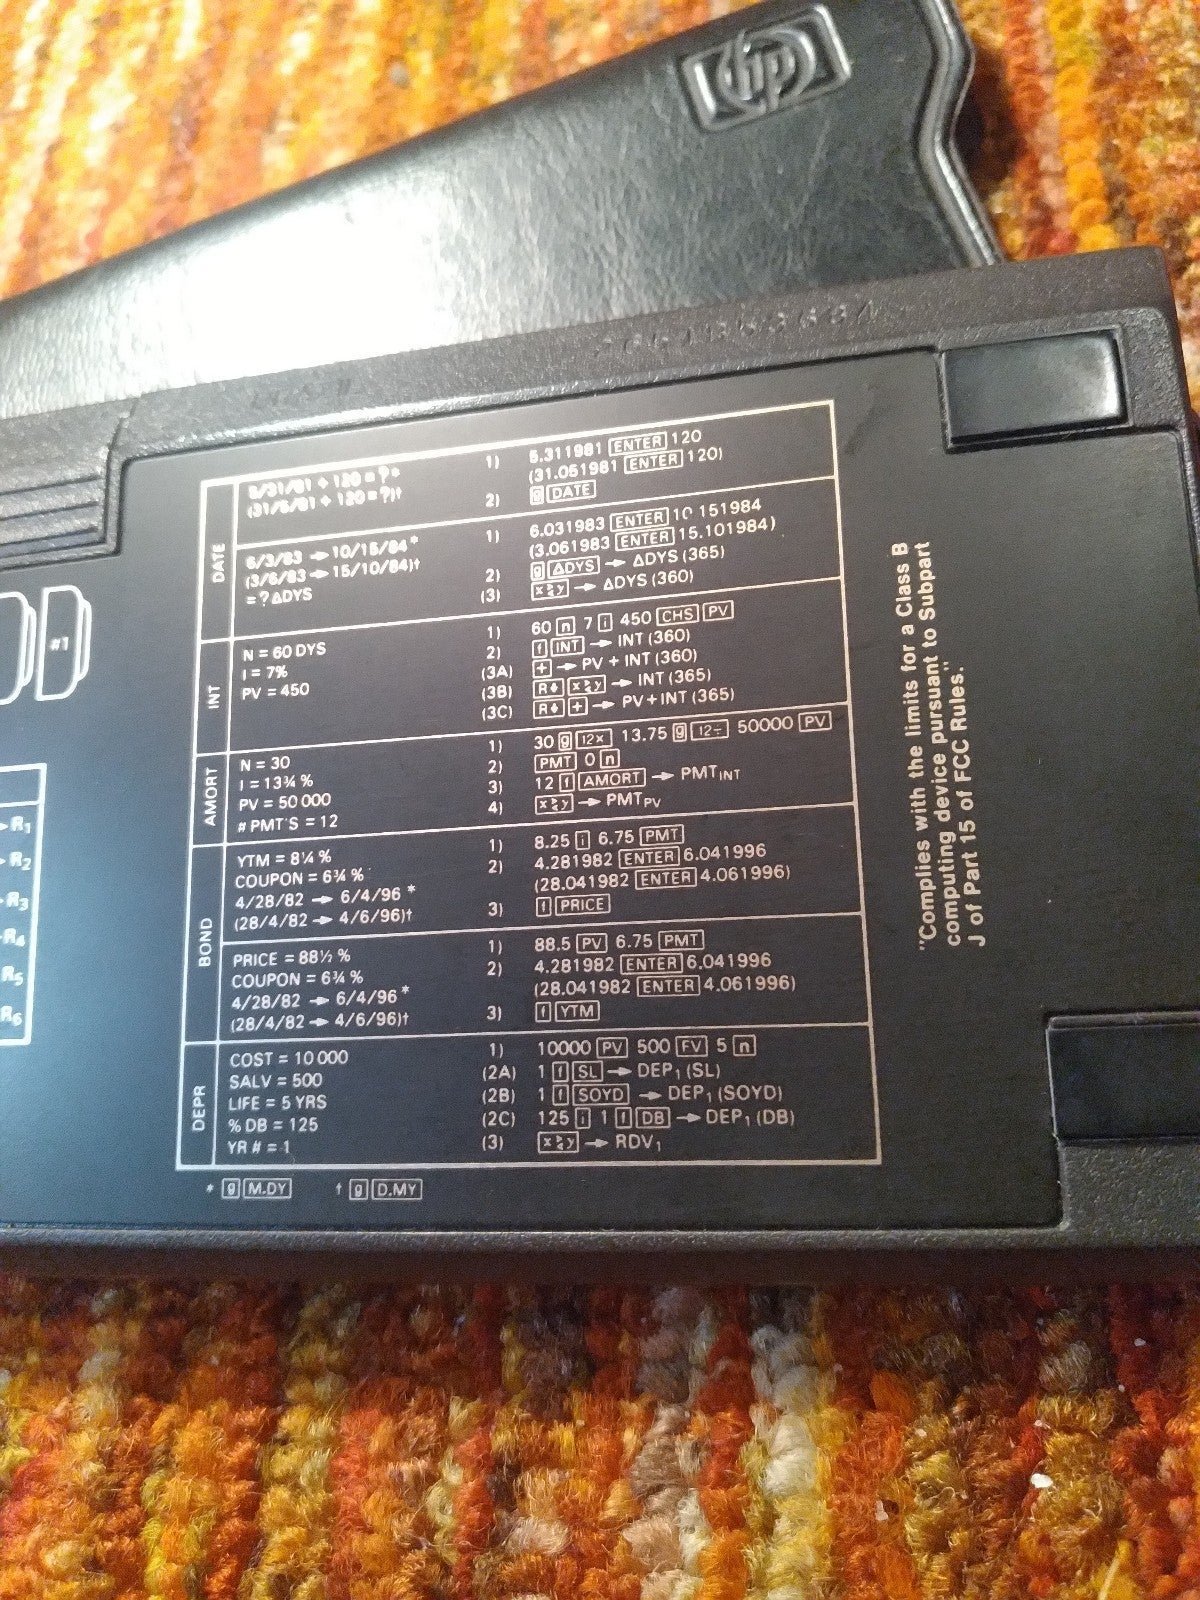 hp
#1
R1
R2
R3
R4
R5
R6
DATE
+ 120 = ?*
+ 120 = ?)†
1) 5.311981 ENTER 120
(31.051981 ENTER 120)
2) g DATE
6/3/83 → 10/15/84*
(3/6/83 → 15/10/84)†
= ? ΔDYS
1) 6.031983 ENTER 10.151984
(3.061983 ENTER 15.101984)
2) g ΔDYS → ΔDYS (365)
(3) x≷y → ΔDYS (360)
INT
N = 60 DYS
I = 7%
PV = 450
1) 60 n 7 i 450 CHS PV
2) f INT → INT (360)
(3A) + → PV + INT (360)
(3B) R↓ x≷y → INT (365)
(3C) R↓ + → PV+INT (365)
AMORT
N = 30
I = 13¾ %
PV = 50 000
# PMT'S = 12
1) 30 g 12× 13.75 g 12÷ 50000 PV
2) PMT 0 n
3) 12 f AMORT → PMTINT
4) x≷y → PMTPV
BOND
YTM = 8¼ %
COUPON = 6¾ %
4/28/82 → 6/4/96 *
(28/4/82 → 4/6/96)†
1) 8.25 i 6.75 PMT
2) 4.281982 ENTER 6.041996
(28.041982 ENTER 4.061996)
3) f PRICE
PRICE = 88½ %
COUPON = 6¾ %
4/28/82 → 6/4/96 *
(28/4/82 → 4/6/96)†
1) 88.5 PV 6.75 PMT
2) 4.281982 ENTER 6.041996
(28.041982 ENTER 4.061996)
3) f YTM
DEPR
COST = 10 000
SALV = 500
LIFE = 5 YRS
% DB = 125
YR # = 1
1) 10000 PV 500 FV 5 n
(2A) 1 f SL → DEP1 (SL)
(2B) 1 f SOYD → DEP1 (SOYD)
(2C) 125 i 1 f DB → DEP1 (DB)
(3) x≷y → RDV1
* g M.DY † g D.MY
"Complies with the limits for a Class B
computing device pursuant to Subpart
J of Part 15 of FCC Rules."